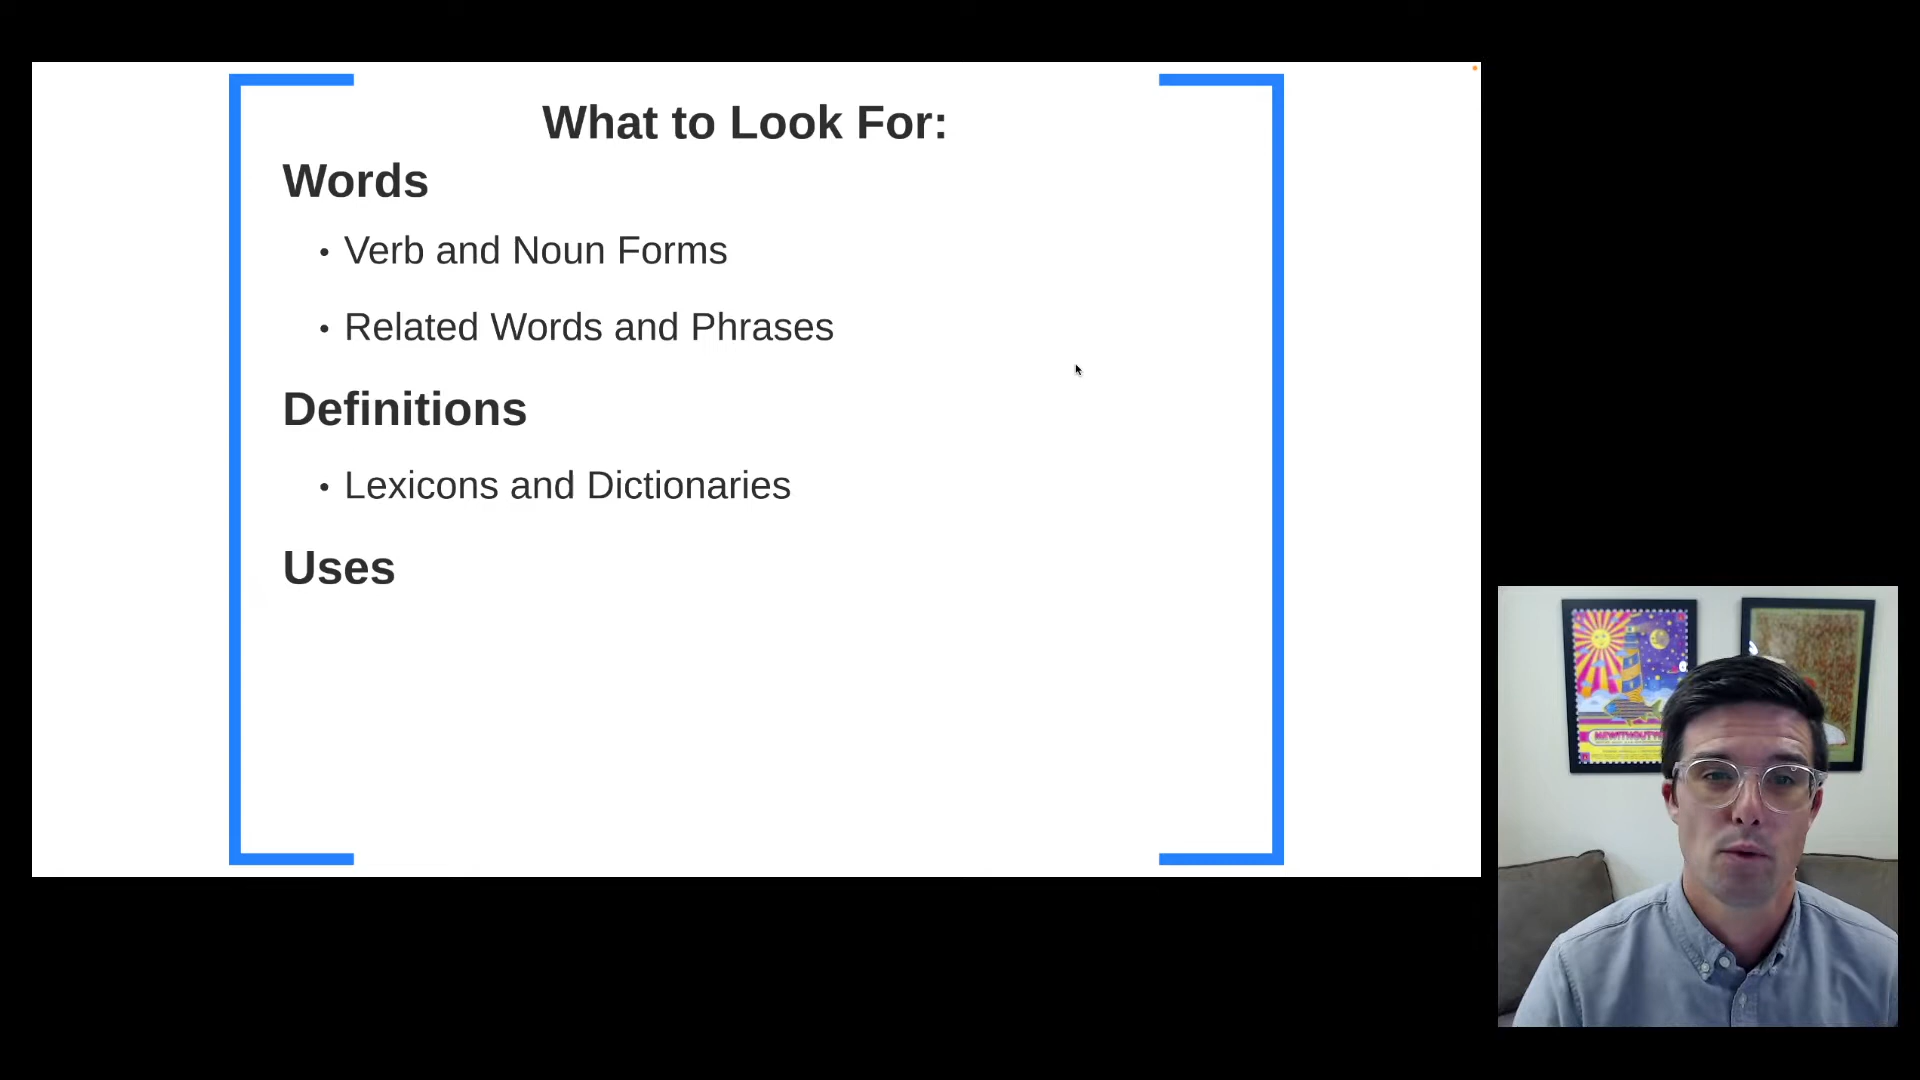 What to Look For:
Words
• Verb and Noun Forms
• Related Words and Phrases
Definitions
• Lexicons and Dictionaries
Uses